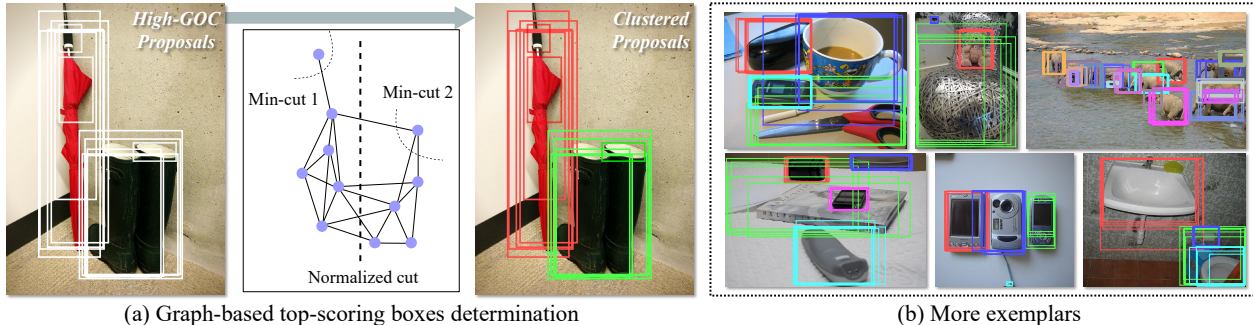 High-GOC
Proposals
Clustered
Proposals
Min-cut 1
Min-cut 2
Normalized cut
(a) Graph-based top-scoring boxes determination
(b) More exemplars